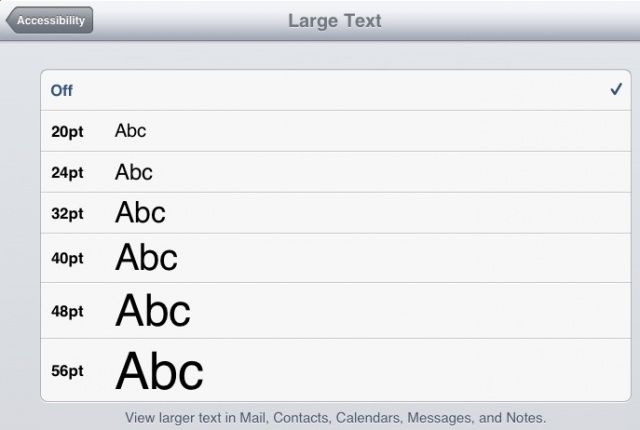 Accessibility Large Text
Off ✓
20pt Abc
24pt Abc
32pt Abc
40pt Abc
48pt Abc
56pt Abc
View larger text in Mail, Contacts, Calendars, Messages, and Notes.